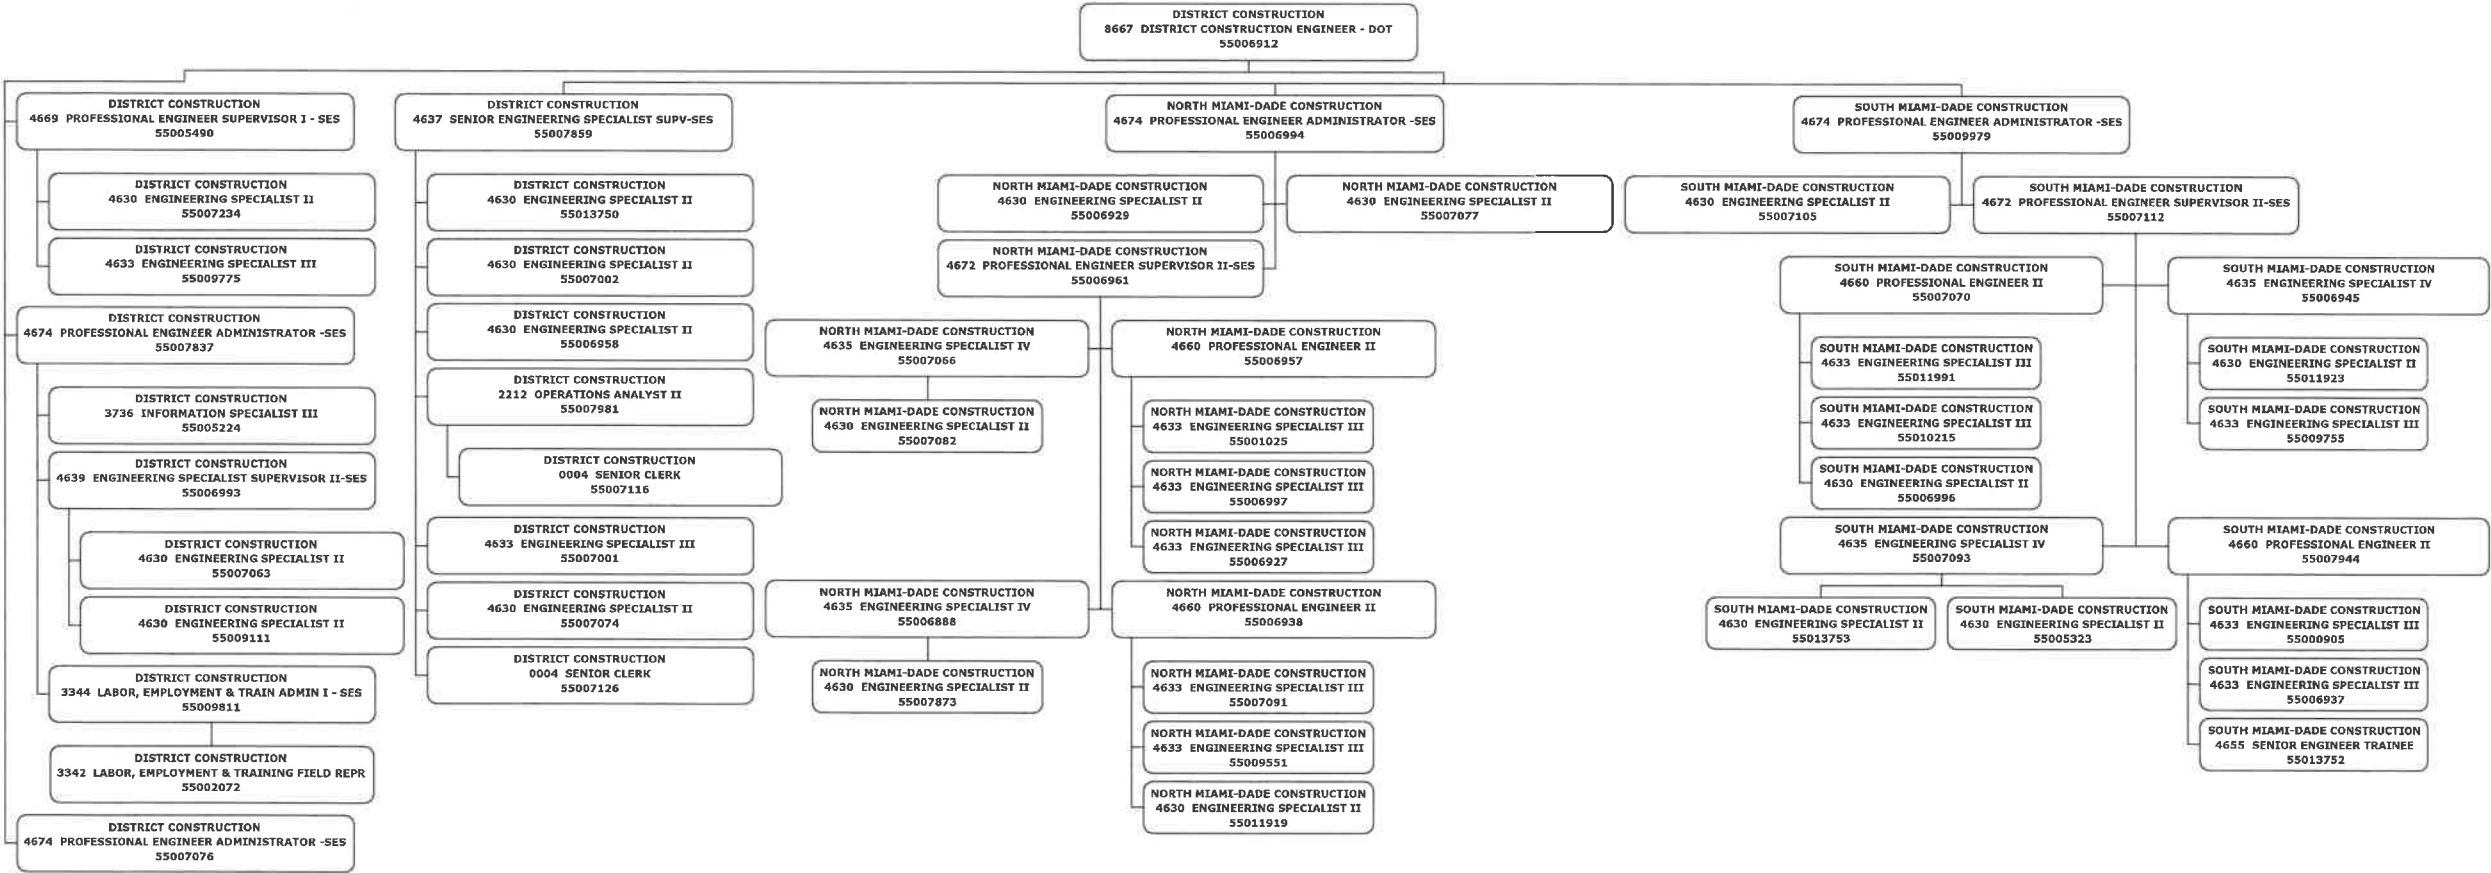 DISTRICT CONSTRUCTION
8667 DISTRICT CONSTRUCTION ENGINEER - DOT
55006912
DISTRICT CONSTRUCTION
4669 PROFESSIONAL ENGINEER SUPERVISOR I - SES
55005490
DISTRICT CONSTRUCTION
4630 ENGINEERING SPECIALIST II
55007234
DISTRICT CONSTRUCTION
4633 ENGINEERING SPECIALIST III
55009775
DISTRICT CONSTRUCTION
4674 PROFESSIONAL ENGINEER ADMINISTRATOR -SES
55007837
DISTRICT CONSTRUCTION
3736 INFORMATION SPECIALIST III
55005224
DISTRICT CONSTRUCTION
4639 ENGINEERING SPECIALIST SUPERVISOR II-SES
55006993
DISTRICT CONSTRUCTION
4630 ENGINEERING SPECIALIST II
55007063
DISTRICT CONSTRUCTION
4630 ENGINEERING SPECIALIST II
55009111
DISTRICT CONSTRUCTION
3344 LABOR, EMPLOYMENT & TRAIN ADMIN I - SES
55009811
DISTRICT CONSTRUCTION
3342 LABOR, EMPLOYMENT & TRAINING FIELD REPR
55002072
DISTRICT CONSTRUCTION
4674 PROFESSIONAL ENGINEER ADMINISTRATOR -SES
55007076
DISTRICT CONSTRUCTION
4637 SENIOR ENGINEERING SPECIALIST SUPV-SES
55007859
DISTRICT CONSTRUCTION
4630 ENGINEERING SPECIALIST II
55013750
DISTRICT CONSTRUCTION
4630 ENGINEERING SPECIALIST II
55007002
DISTRICT CONSTRUCTION
4630 ENGINEERING SPECIALIST II
55006958
DISTRICT CONSTRUCTION
2212 OPERATIONS ANALYST II
55007981
DISTRICT CONSTRUCTION
0004 SENIOR CLERK
55007116
DISTRICT CONSTRUCTION
4633 ENGINEERING SPECIALIST III
55007001
DISTRICT CONSTRUCTION
4630 ENGINEERING SPECIALIST II
55007074
DISTRICT CONSTRUCTION
0004 SENIOR CLERK
55007126
NORTH MIAMI-DADE CONSTRUCTION
4674 PROFESSIONAL ENGINEER ADMINISTRATOR -SES
55006994
NORTH MIAMI-DADE CONSTRUCTION
4630 ENGINEERING SPECIALIST II
55006929
NORTH MIAMI-DADE CONSTRUCTION
4630 ENGINEERING SPECIALIST II
55007077
NORTH MIAMI-DADE CONSTRUCTION
4672 PROFESSIONAL ENGINEER SUPERVISOR II-SES
55006961
NORTH MIAMI-DADE CONSTRUCTION
4635 ENGINEERING SPECIALIST IV
55007066
NORTH MIAMI-DADE CONSTRUCTION
4630 ENGINEERING SPECIALIST II
55007082
NORTH MIAMI-DADE CONSTRUCTION
4660 PROFESSIONAL ENGINEER II
55006957
NORTH MIAMI-DADE CONSTRUCTION
4633 ENGINEERING SPECIALIST III
55001025
NORTH MIAMI-DADE CONSTRUCTION
4633 ENGINEERING SPECIALIST III
55006997
NORTH MIAMI-DADE CONSTRUCTION
4633 ENGINEERING SPECIALIST III
55006927
NORTH MIAMI-DADE CONSTRUCTION
4635 ENGINEERING SPECIALIST IV
55006888
NORTH MIAMI-DADE CONSTRUCTION
4630 ENGINEERING SPECIALIST II
55007873
NORTH MIAMI-DADE CONSTRUCTION
4660 PROFESSIONAL ENGINEER II
55006938
NORTH MIAMI-DADE CONSTRUCTION
4633 ENGINEERING SPECIALIST III
55007091
NORTH MIAMI-DADE CONSTRUCTION
4633 ENGINEERING SPECIALIST III
55009551
NORTH MIAMI-DADE CONSTRUCTION
4630 ENGINEERING SPECIALIST II
55011919
SOUTH MIAMI-DADE CONSTRUCTION
4674 PROFESSIONAL ENGINEER ADMINISTRATOR -SES
55009979
SOUTH MIAMI-DADE CONSTRUCTION
4630 ENGINEERING SPECIALIST II
55007105
SOUTH MIAMI-DADE CONSTRUCTION
4672 PROFESSIONAL ENGINEER SUPERVISOR II-SES
55007112
SOUTH MIAMI-DADE CONSTRUCTION
4660 PROFESSIONAL ENGINEER II
55007070
SOUTH MIAMI-DADE CONSTRUCTION
4633 ENGINEERING SPECIALIST III
55011991
SOUTH MIAMI-DADE CONSTRUCTION
4633 ENGINEERING SPECIALIST III
55010215
SOUTH MIAMI-DADE CONSTRUCTION
4630 ENGINEERING SPECIALIST II
55006996
SOUTH MIAMI-DADE CONSTRUCTION
4635 ENGINEERING SPECIALIST IV
55006945
SOUTH MIAMI-DADE CONSTRUCTION
4630 ENGINEERING SPECIALIST II
55011923
SOUTH MIAMI-DADE CONSTRUCTION
4633 ENGINEERING SPECIALIST III
55009755
SOUTH MIAMI-DADE CONSTRUCTION
4635 ENGINEERING SPECIALIST IV
55007093
SOUTH MIAMI-DADE CONSTRUCTION
4630 ENGINEERING SPECIALIST II
55013753
SOUTH MIAMI-DADE CONSTRUCTION
4630 ENGINEERING SPECIALIST II
55005323
SOUTH MIAMI-DADE CONSTRUCTION
4660 PROFESSIONAL ENGINEER II
55007944
SOUTH MIAMI-DADE CONSTRUCTION
4633 ENGINEERING SPECIALIST III
55000905
SOUTH MIAMI-DADE CONSTRUCTION
4633 ENGINEERING SPECIALIST III
55006937
SOUTH MIAMI-DADE CONSTRUCTION
4655 SENIOR ENGINEER TRAINEE
55013752